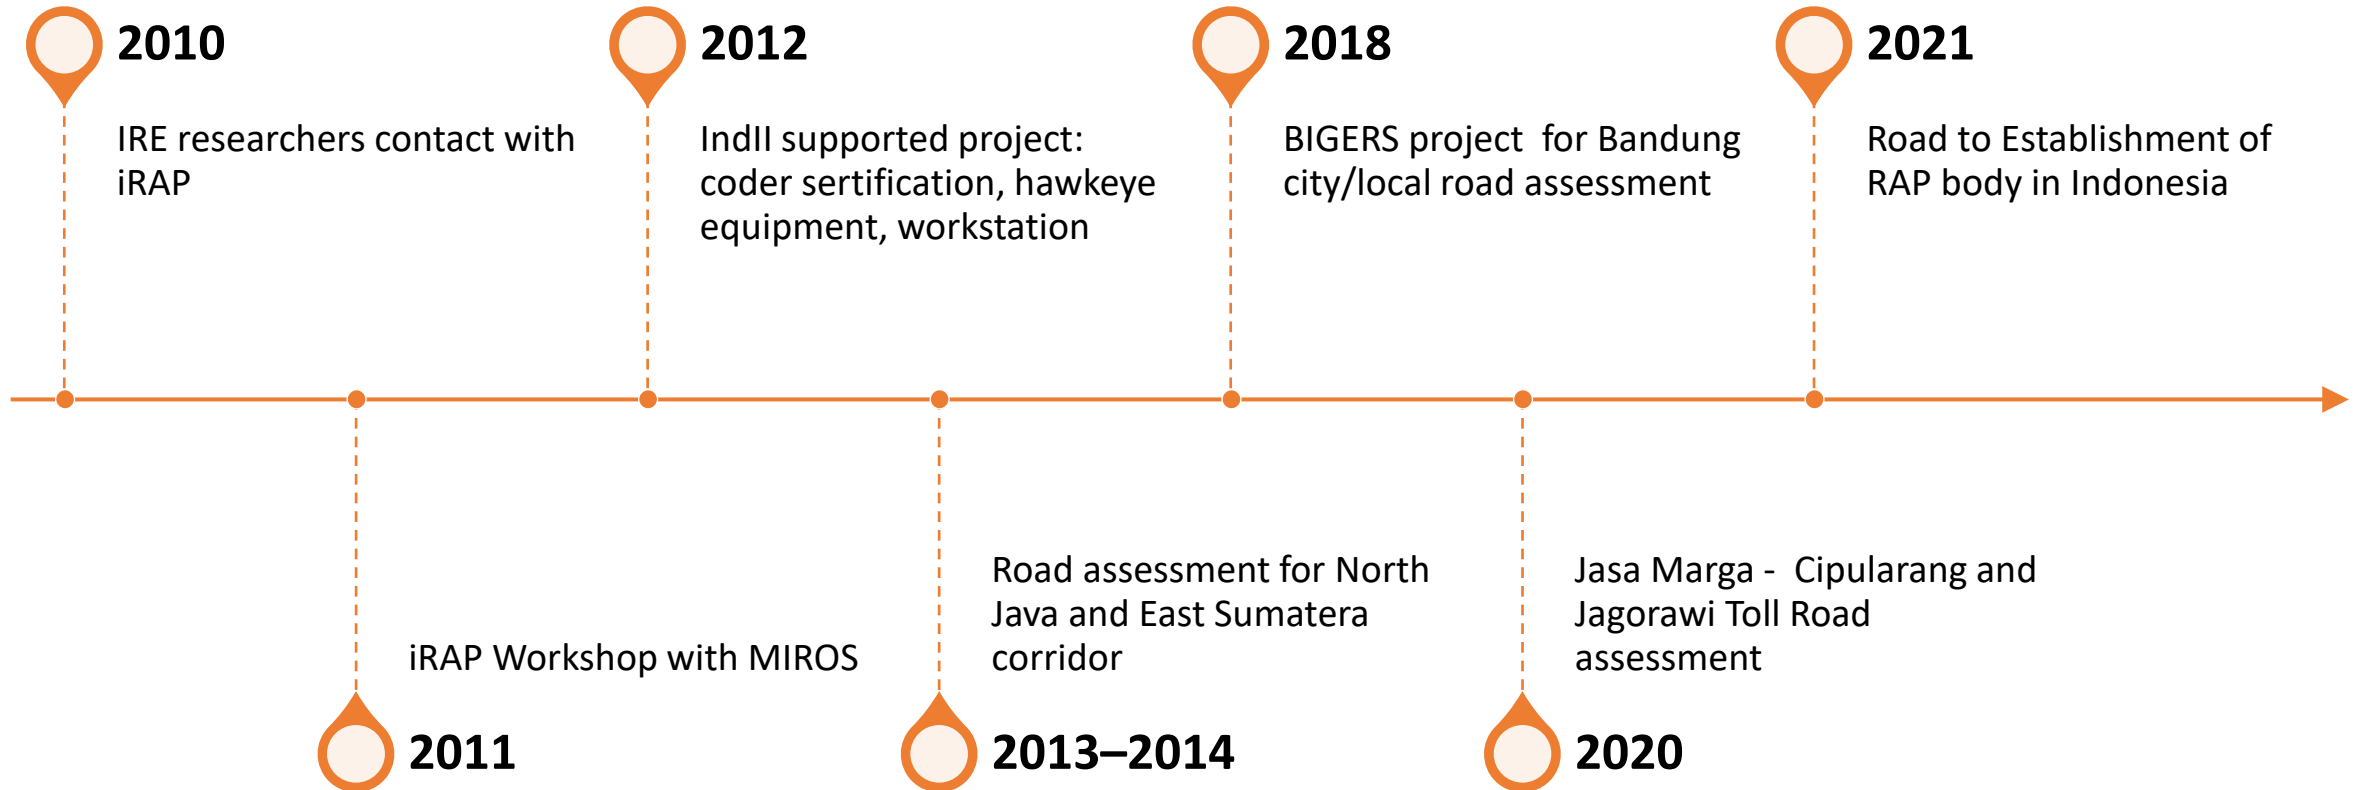 2010
IRE researchers contact with
iRAP
2012
IndII supported project:
coder sertification, hawkeye
equipment, workstation
2018
BIGERS project  for Bandung
city/local road assessment
2021
Road to Establishment of
RAP body in Indonesia
iRAP Workshop with MIROS
2011
Road assessment for North
Java and East Sumatera
corridor
2013–2014
Jasa Marga -  Cipularang and
Jagorawi Toll Road
assessment
2020